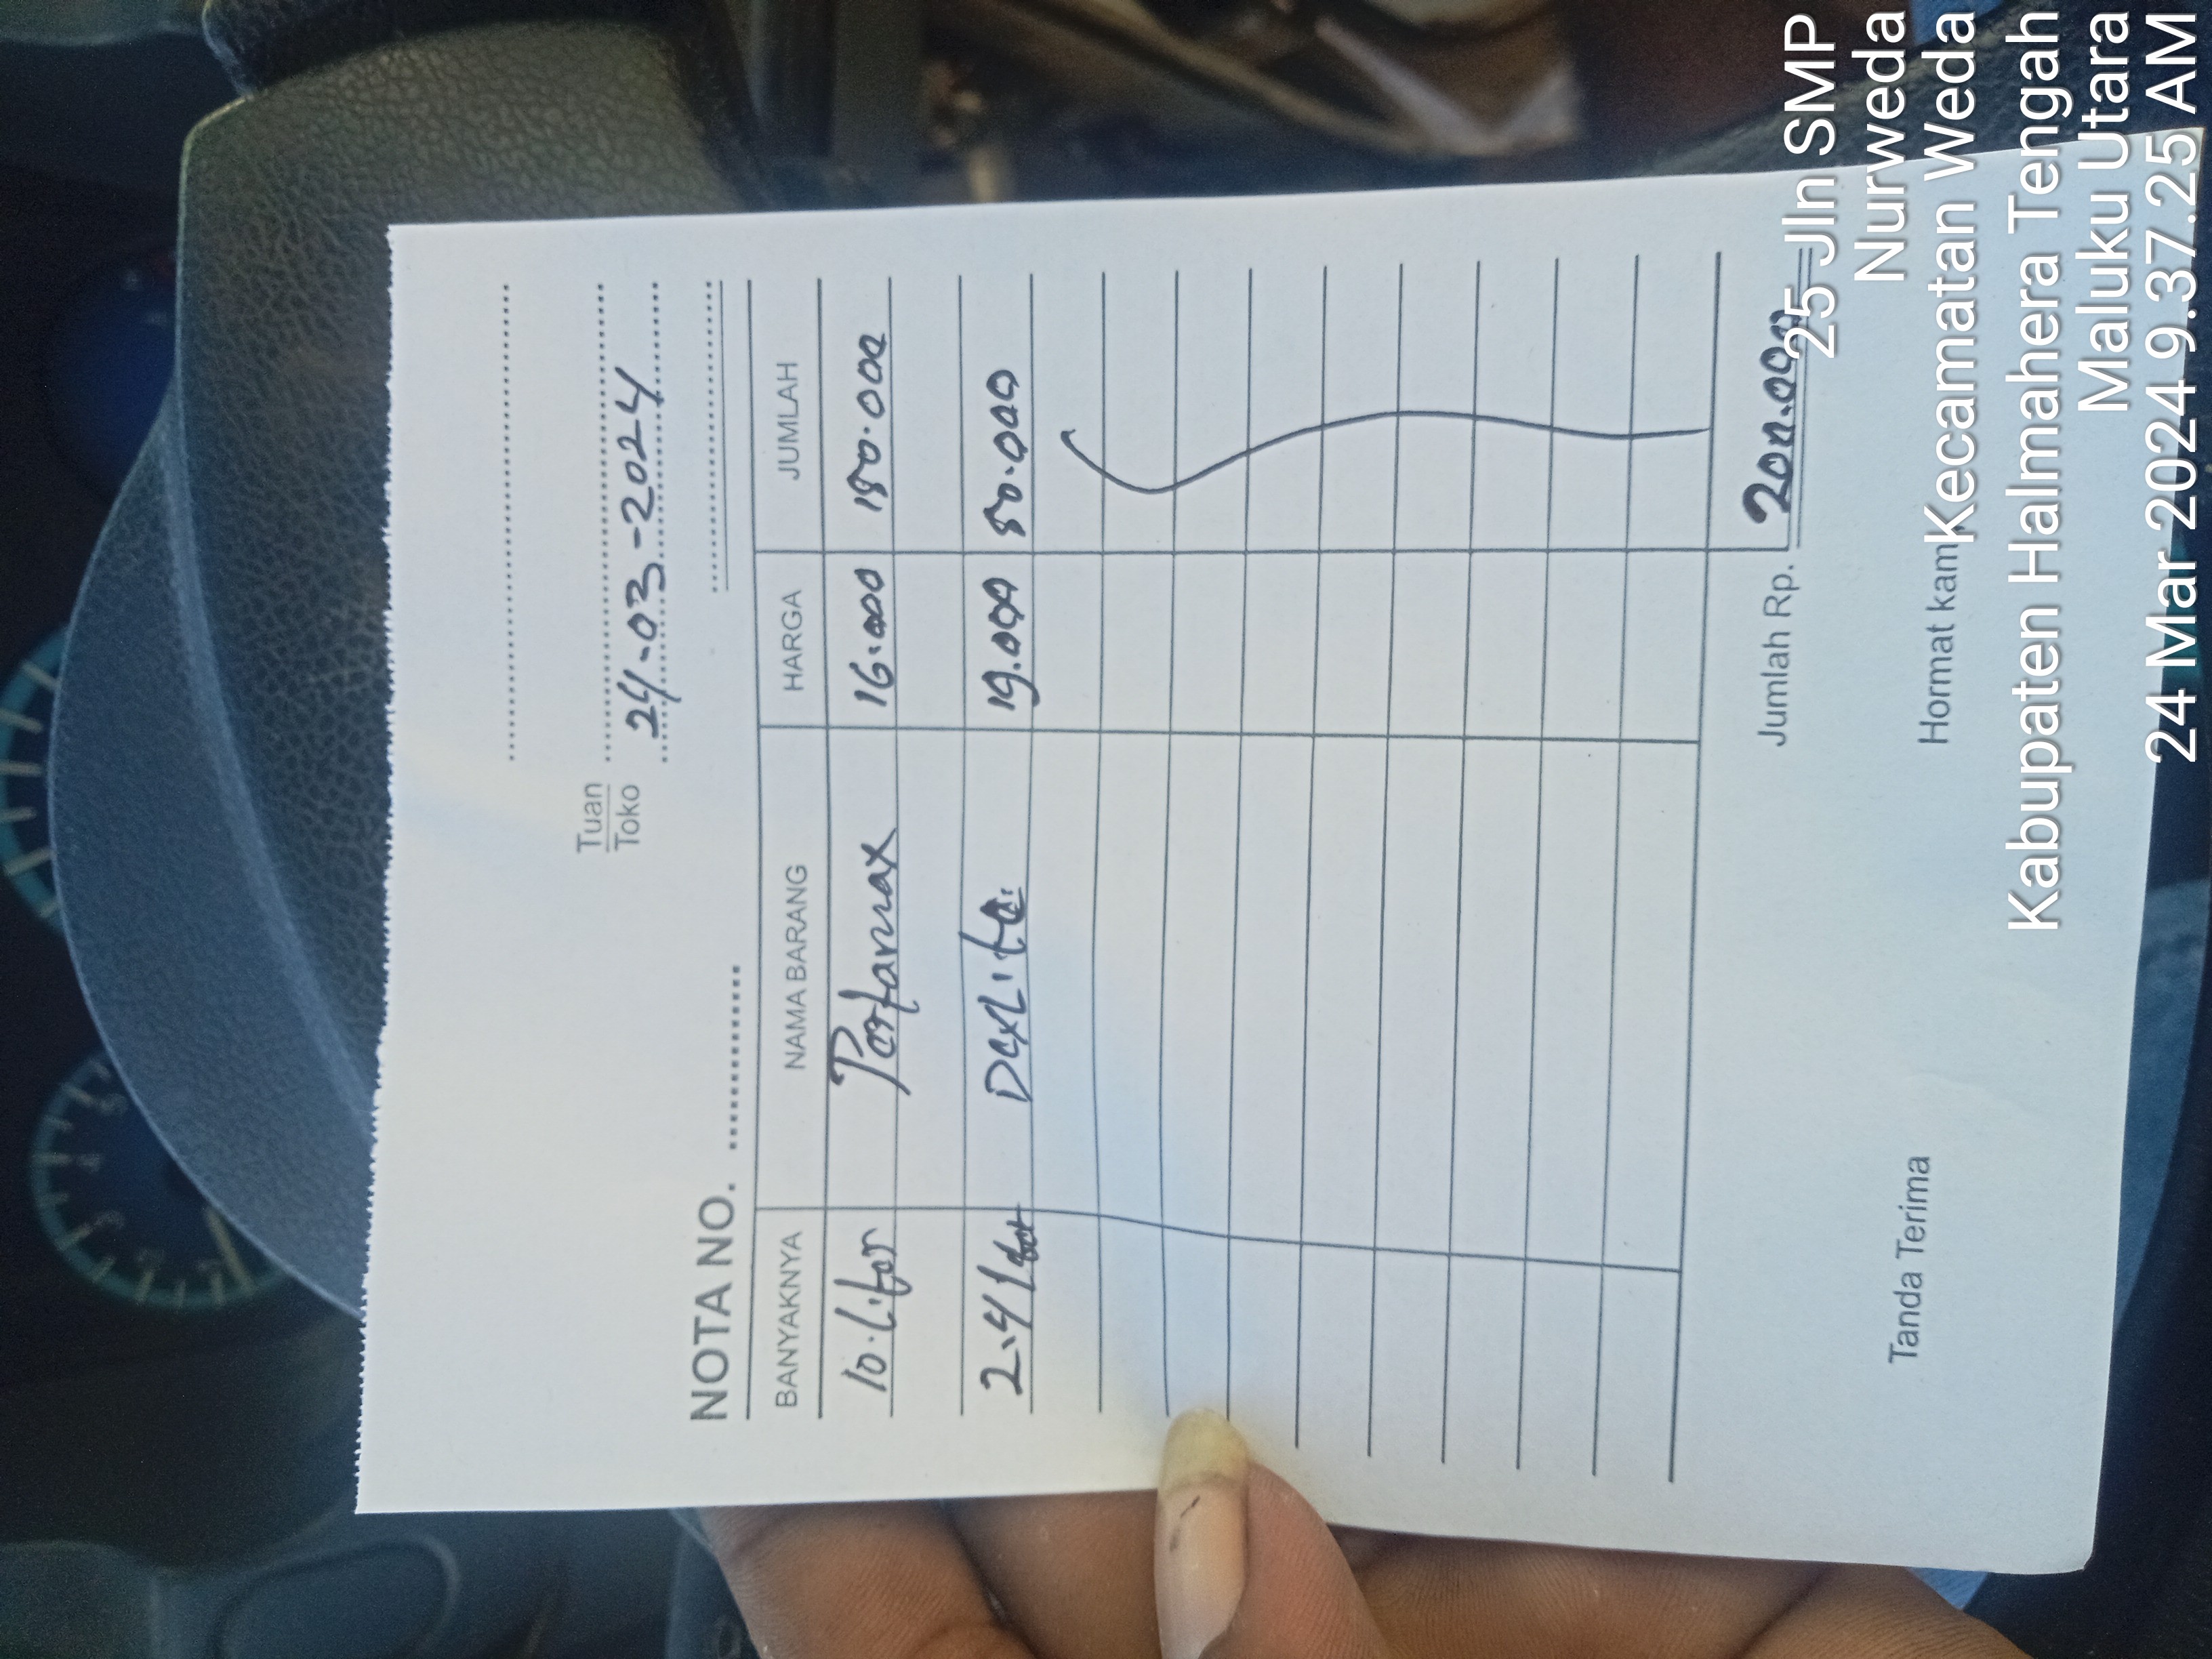 Tuan
Toko
24-03-2024
NOTA NO. ............
BANYAKNYA NAMA BARANG HARGA JUMLAH
10.Liter Pertamax 16.000 150.000
2.4 liter DexLite 19.000 50.000
Jumlah Rp. 200.000
Tanda Terima Hormat kam
25 Jln SMP
Nurweda
Kecamatan Weda
Kabupaten Halmahera Tengah
Maluku Utara
24 Mar 2024 9.37.25 AM